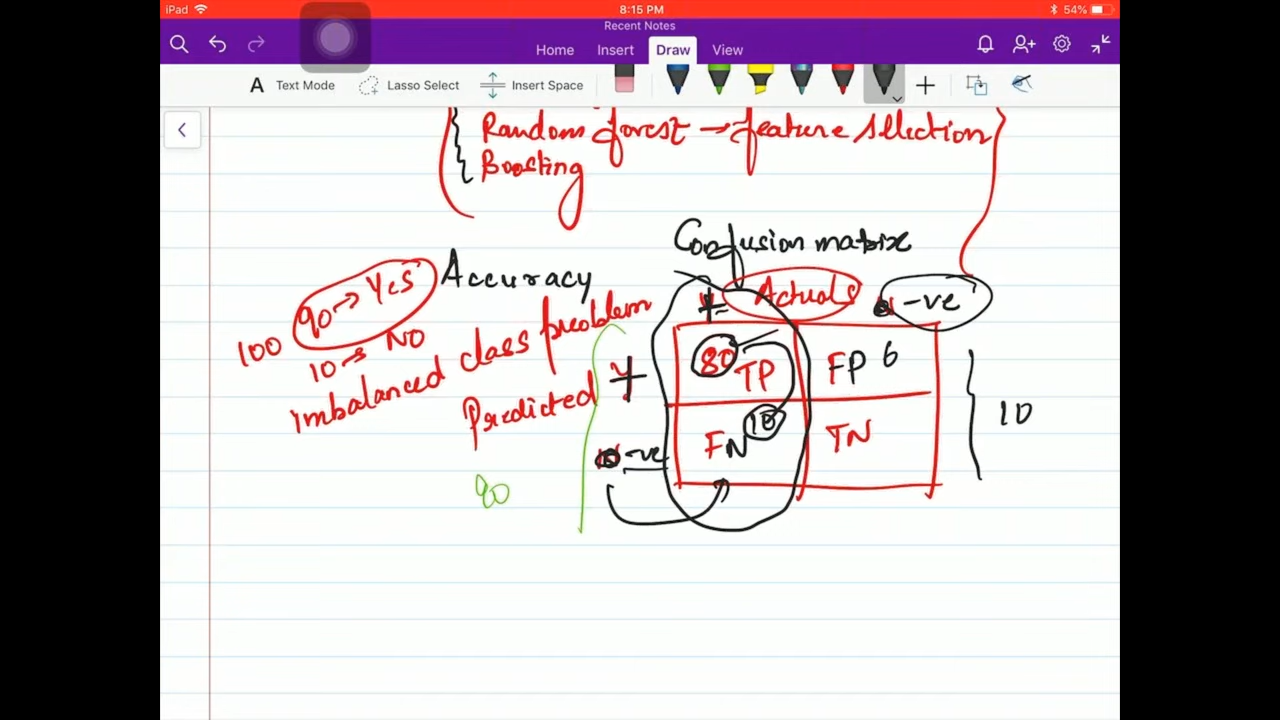 iPad 8:15 PM 54%
Recent Notes
Home Insert Draw View
A Text Mode Lasso Select Insert Space
Random forest → feature selection
Boosting
Confusion matrix
Accuracy
Actuals
+ -ve
100 90 → Yes
10 → NO
imbalanced class problem
Predicted
+ 80 TP FP 6
-ve FN 10 TN
10
90